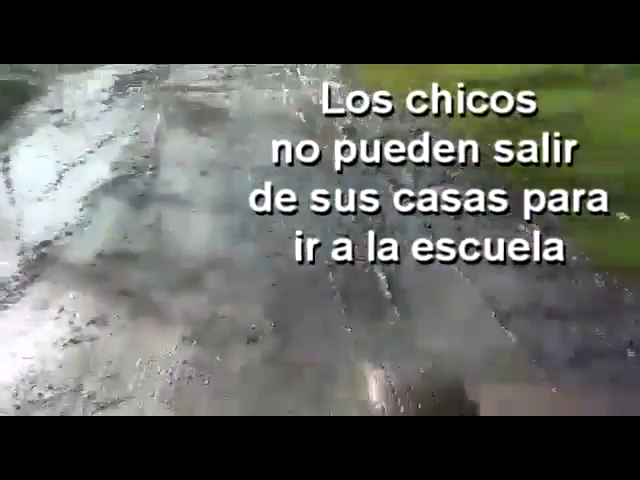 Los chicos
no pueden salir
de sus casas para
ir a la escuela